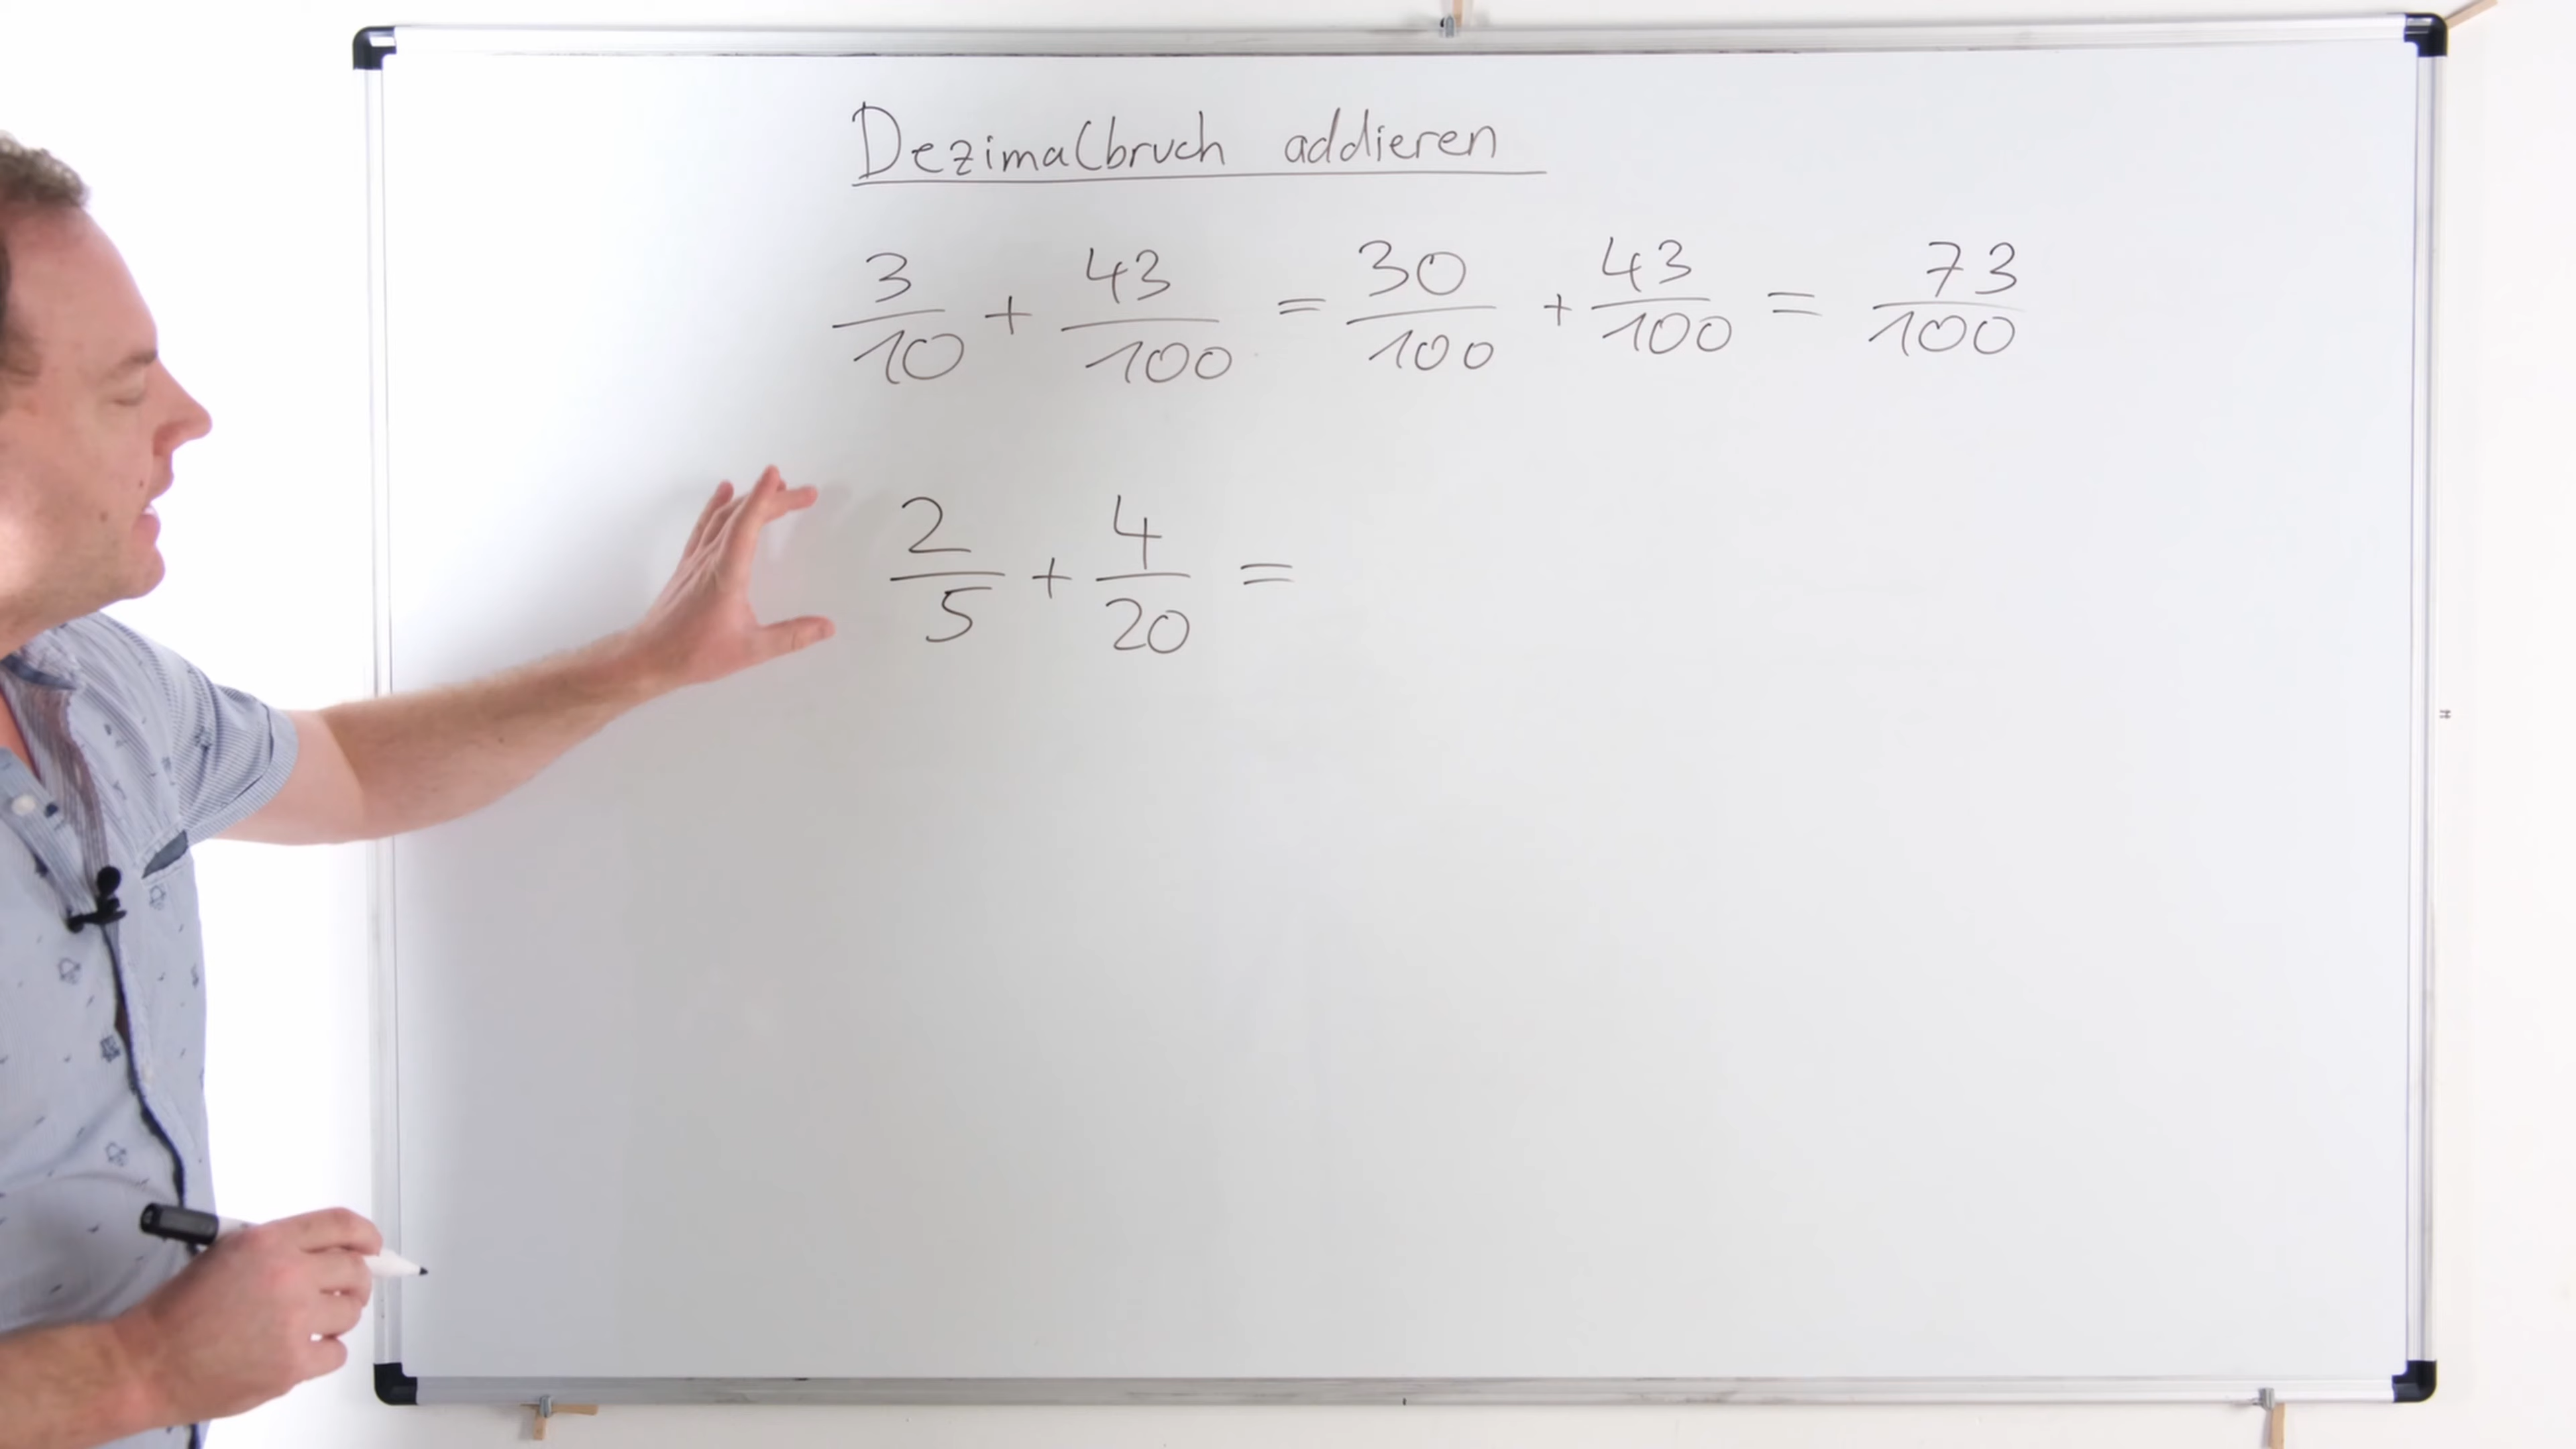 Dezimalbruch addieren
3/10 + 43/100 = 30/100 + 43/100 = 73/100
2/5 + 4/20 =